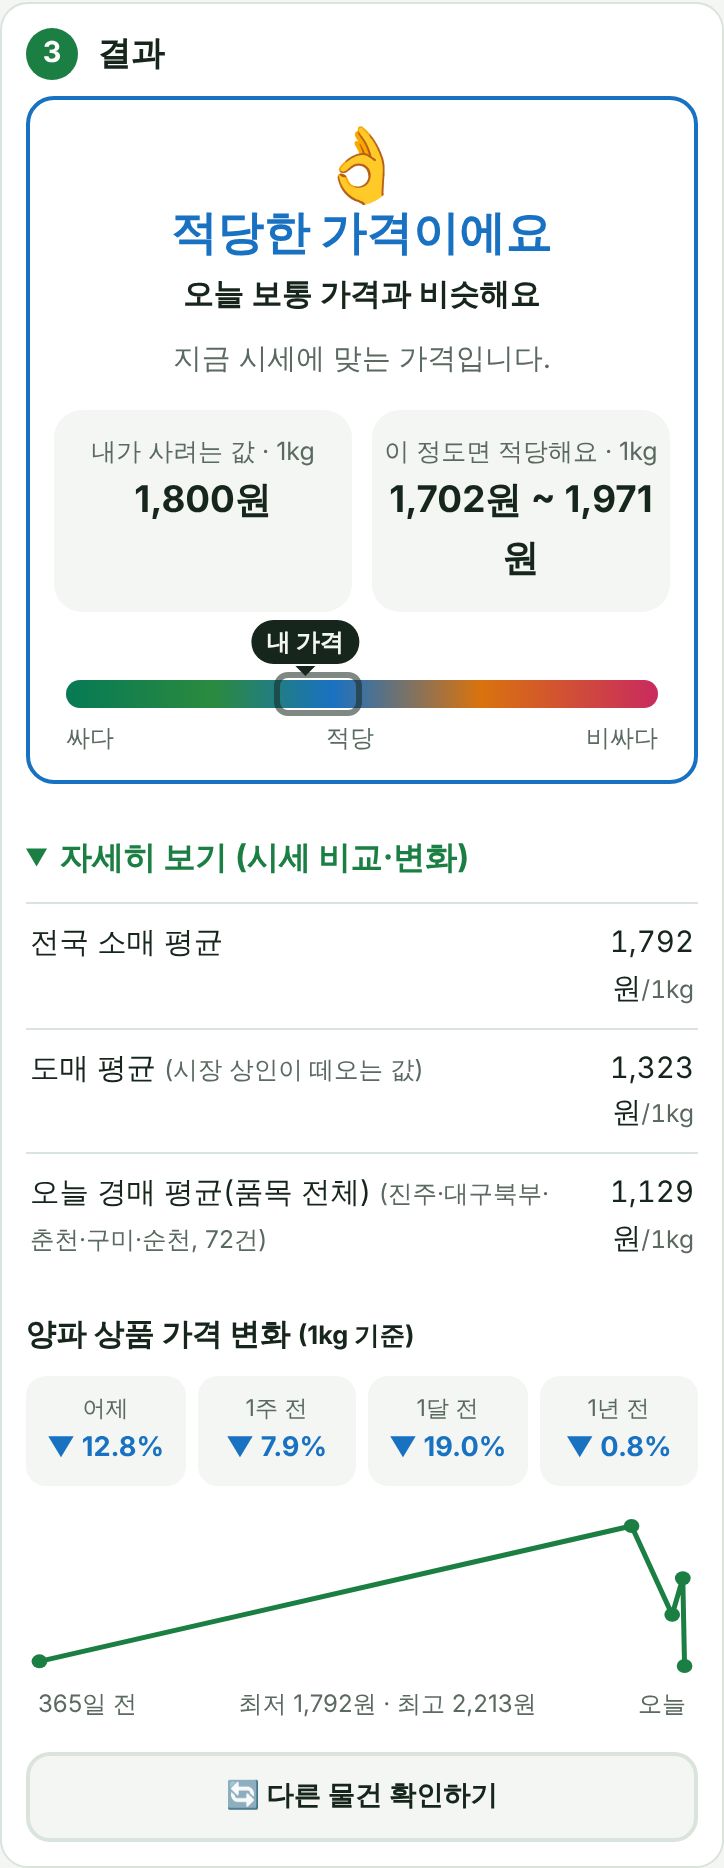 3 결과
적당한 가격이에요
오늘 보통 가격과 비슷해요
지금 시세에 맞는 가격입니다.
내가 사려는 값 · 1kg
1,800원
이 정도면 적당해요 · 1kg
1,702원 ~ 1,971
원
내 가격
싸다 적당 비싸다
▼ 자세히 보기 (시세 비교·변화)
전국 소매 평균 1,792
원/1kg
도매 평균 (시장 상인이 떼오는 값) 1,323
원/1kg
오늘 경매 평균(품목 전체) (진주·대구북부· 1,129
춘천·구미·순천, 72건) 원/1kg
양파 상품 가격 변화 (1kg 기준)
어제 1주 전 1달 전 1년 전
▼ 12.8% ▼ 7.9% ▼ 19.0% ▼ 0.8%
365일 전 최저 1,792원 · 최고 2,213원 오늘
다른 물건 확인하기